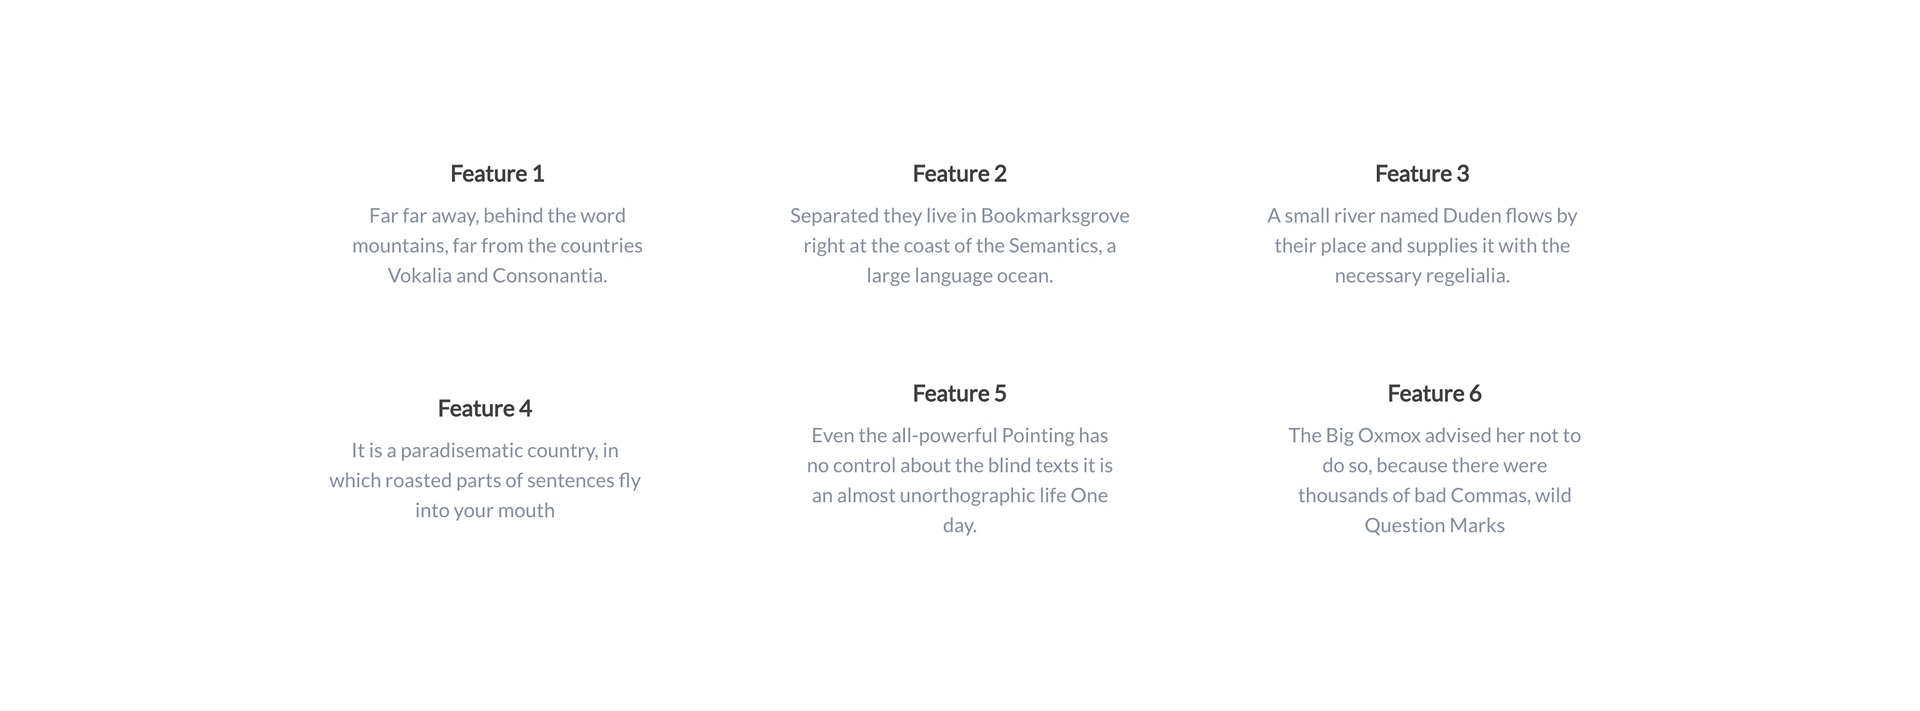 Feature 1
Far far away, behind the word
mountains, far from the countries
Vokalia and Consonantia.
Feature 2
Separated they live in Bookmarksgrove
right at the coast of the Semantics, a
large language ocean.
Feature 3
A small river named Duden flows by
their place and supplies it with the
necessary regelialia.
Feature 4
It is a paradisematic country, in
which roasted parts of sentences fly
into your mouth
Feature 5
Even the all-powerful Pointing has
no control about the blind texts it is
an almost unorthographic life One
day.
Feature 6
The Big Oxmox advised her not to
do so, because there were
thousands of bad Commas, wild
Question Marks